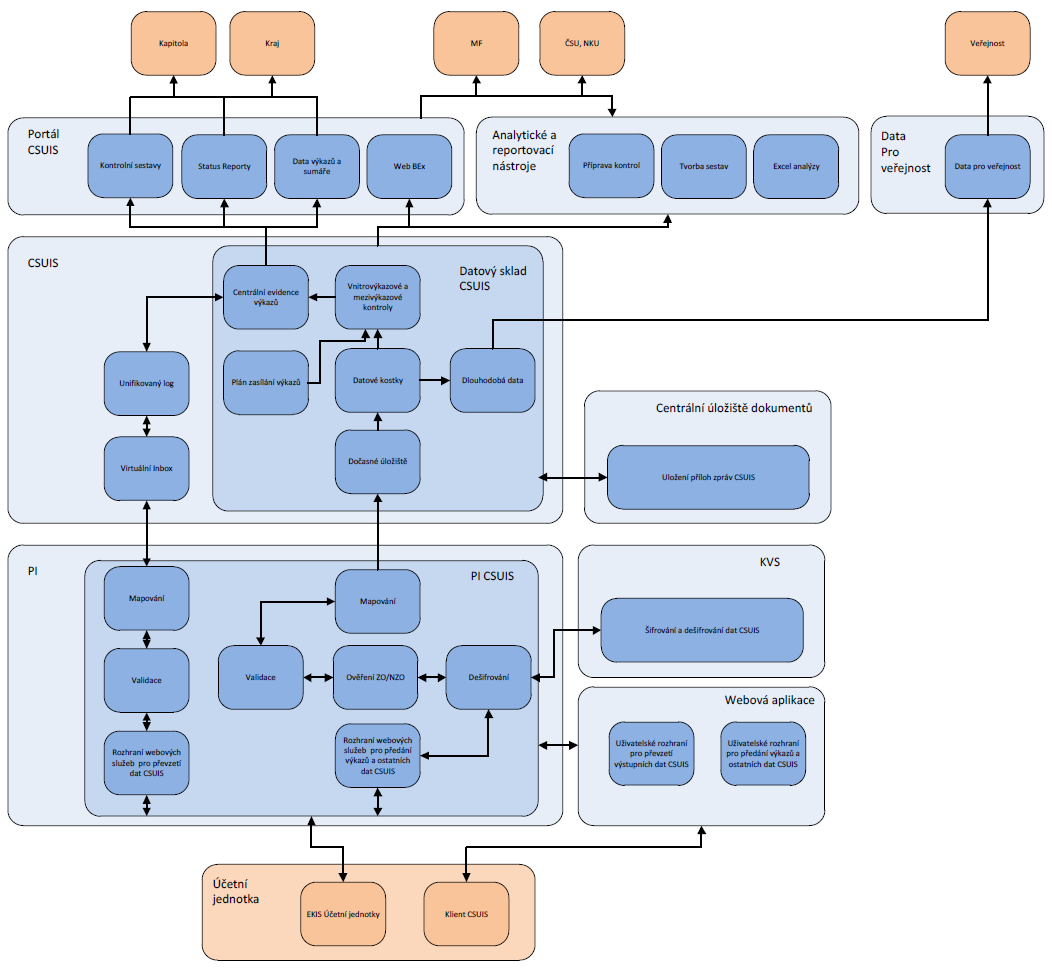 Kapitola
Kraj
MF
ČSU, NKU
Veřejnost
Portál
CSUIS
Kontrolní sestavy
Status Reporty
Data výkazů a
sumáře
Web BEx
Analytické a
reportovací
nástroje
Příprava kontrol
Tvorba sestav
Excel analýzy
Data
Pro
veřejnost
Data pro veřejnost
CSUIS
Datový sklad
CSUIS
Centrální evidence
výkazů
Vnitrovýkazové a
mezivýkazové
kontroly
Unifikovaný log
Plán zasílání výkazů
Datové kostky
Dlouhodobá data
Virtuální Inbox
Dočasné úložiště
Centrální úložiště dokumentů
Uložení příloh zpráv CSUIS
PI
PI CSUIS
Mapování
Mapování
Validace
Validace
Ověření ZO/NZO
Dešifrování
Rozhraní webových
služeb pro převzetí
dat CSUIS
Rozhraní webových
služeb pro předání
výkazů a ostatních
dat CSUIS
KVS
Šifrování a dešifrování dat CSUIS
Webová aplikace
Uživatelské rozhraní
pro převzetí
výstupních dat CSUIS
Uživatelské rozhraní
pro předání výkazů a
ostatních dat CSUIS
Účetní
jednotka
EKIS Účetní jednotky
Klient CSUIS